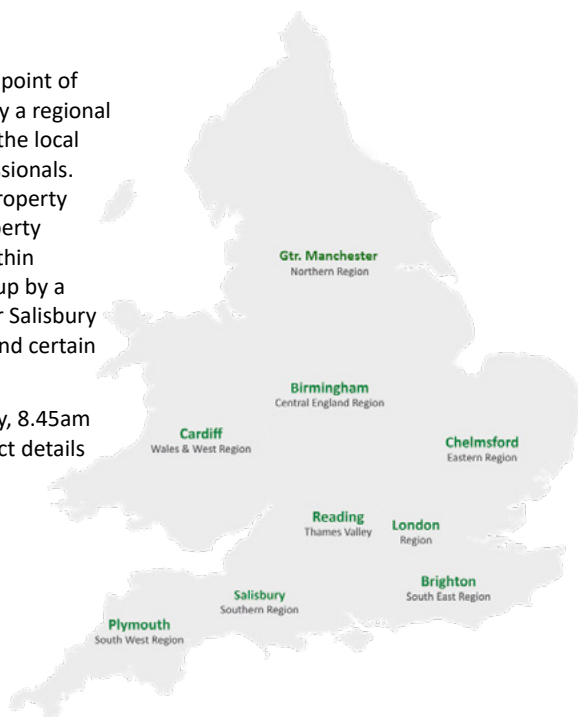 point of
y a regional
the local
ssionals.
roperty
perty
thin
up by a
r Salisbury
nd certain
y, 8.45am
ct details
Gtr. Manchester
Northern Region
Birmingham
Central England Region
Cardiff
Wales & West Region
Chelmsford
Eastern Region
Reading
Thames Valley
London
Region
Brighton
South East Region
Salisbury
Southern Region
Plymouth
South West Region